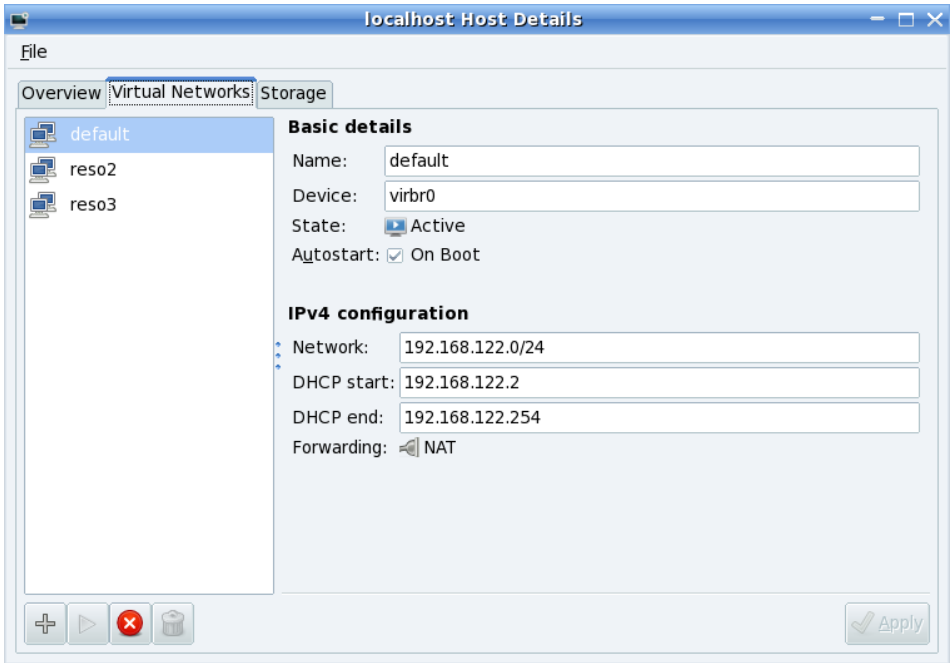 localhost Host Details
File
Overview Virtual Networks Storage
default
reso2
reso3
Basic details
Name: default
Device: virbr0
State: Active
Autostart: On Boot
IPv4 configuration
Network: 192.168.122.0/24
DHCP start: 192.168.122.2
DHCP end: 192.168.122.254
Forwarding: NAT
Apply